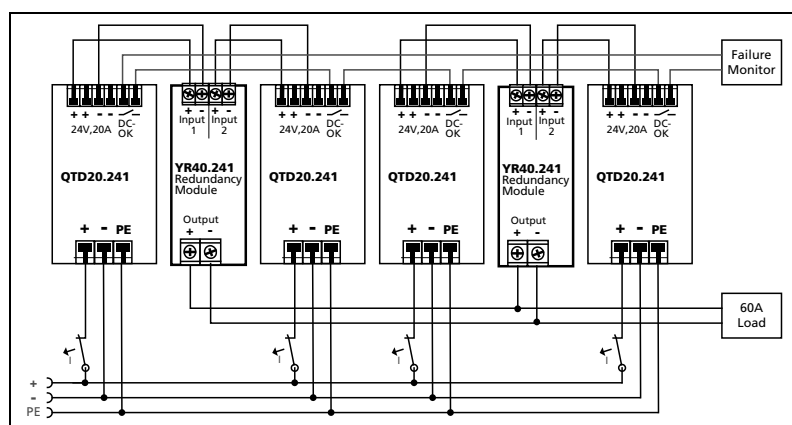 Failure
Monitor
+ + - -
24V,20A
DC-
OK
QTD20.241
+ - PE
+ - + -
Input
1
Input
2
YR40.241
Redundancy
Module
Output
+ -
+ + - -
24V,20A
DC-
OK
QTD20.241
+ - PE
+ + - -
24V,20A
DC-
OK
QTD20.241
+ - PE
+ - + -
Input
1
Input
2
YR40.241
Redundancy
Module
Output
+ -
+ + - -
24V,20A
DC-
OK
QTD20.241
+ - PE
60A
Load
I
I
I
I
+
-
PE